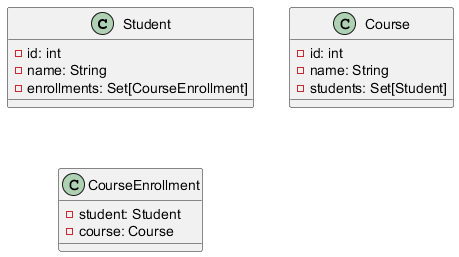 C Student
id: int
name: String
enrollments: Set[CourseEnrollment]
C Course
id: int
name: String
students: Set[Student]
C CourseEnrollment
student: Student
course: Course